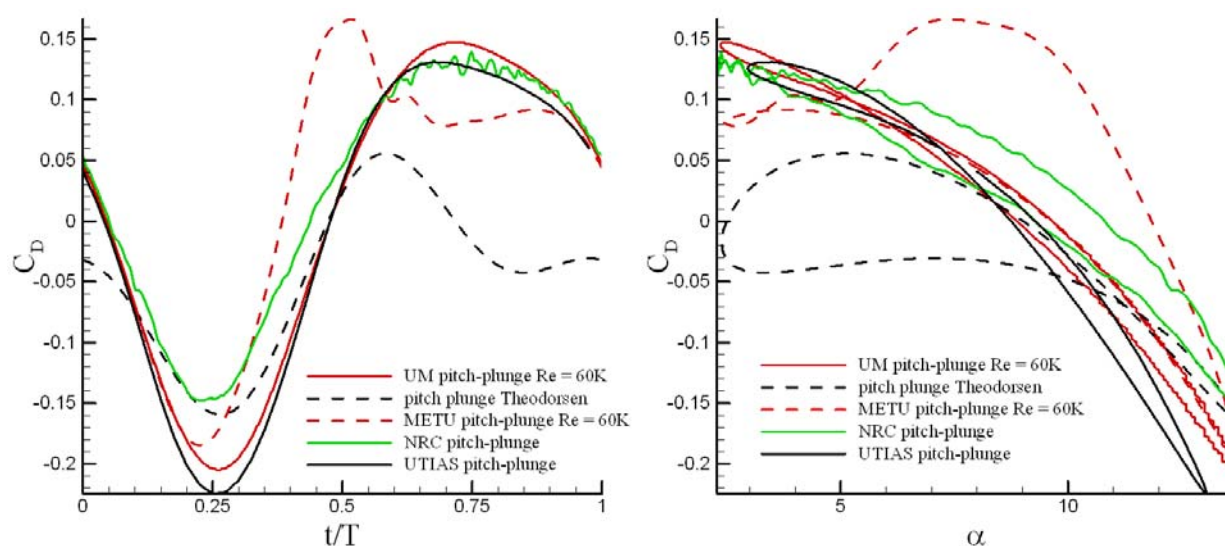 0.15
0.1
0.05
0
-0.05
-0.1
-0.15
-0.2
C_D
0
0.25
0.5
0.75
1
t/T
UM pitch-plunge Re = 60K
pitch plunge Theodorsen
METU pitch-plunge Re = 60K
NRC pitch-plunge
UTIAS pitch-plunge
0.15
0.1
0.05
0
-0.05
-0.1
-0.15
-0.2
C_D
5
10
α
UM pitch-plunge Re = 60K
pitch plunge Theodorsen
METU pitch-plunge Re = 60K
NRC pitch-plunge
UTIAS pitch-plunge